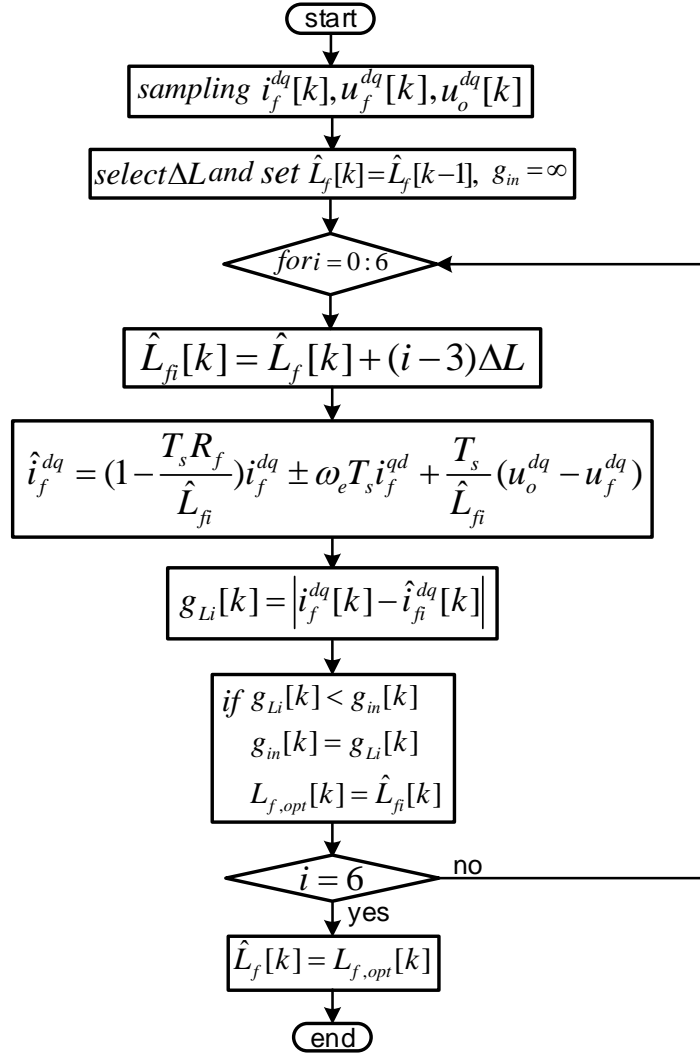 start
sampling i_f^{dq}[k], u_f^{dq}[k], u_o^{dq}[k]
select ΔL and set \hat{L}_f[k] = \hat{L}_f[k−1], g_{in} = ∞
for i = 0 : 6
\hat{L}_{fi}[k] = \hat{L}_f[k] + (i − 3)ΔL
\hat{i}_f^{dq} = (1 − \frac{T_s R_f}{\hat{L}_{fi}}) i_f^{dq} ± ω_e T_s i_f^{qd} + \frac{T_s}{\hat{L}_{fi}} (u_o^{dq} − u_f^{dq})
g_{Li}[k] = |i_f^{dq}[k] − \hat{i}_{fi}^{dq}[k]|
if g_{Li}[k] < g_{in}[k]
g_{in}[k] = g_{Li}[k]
L_{f,opt}[k] = \hat{L}_{fi}[k]
i = 6
no
yes
\hat{L}_f[k] = L_{f,opt}[k]
end